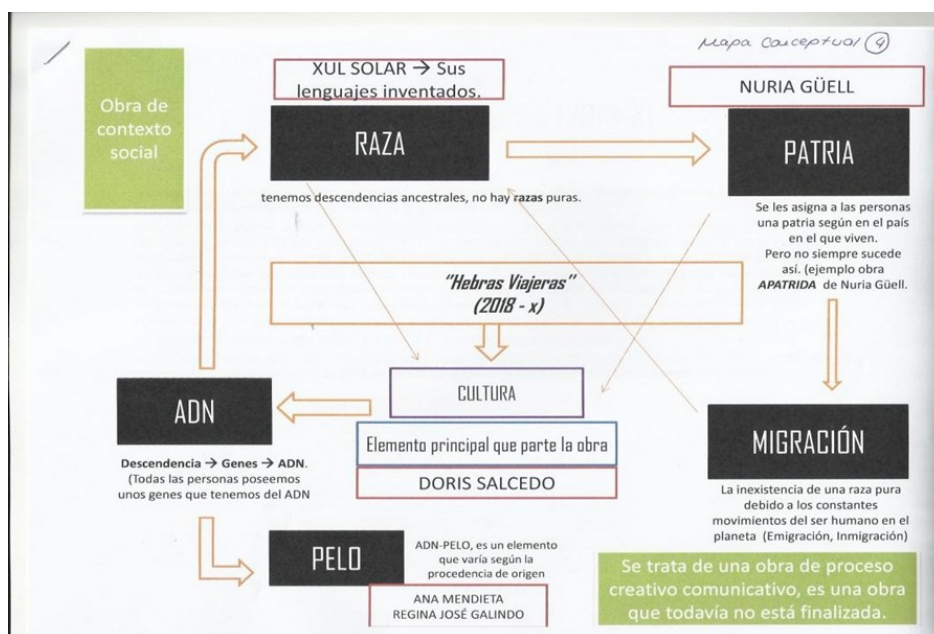 Mapa Conceptual 4
Obra de
contexto
social
XUL SOLAR → Sus
lenguajes inventados.
RAZA
tenemos descendencias ancestrales, no hay razas puras.
NURIA GÜELL
PATRIA
Se les asigna a las personas
una patria según en el país
en el que viven.
Pero no siempre sucede
así. (ejemplo obra
APATRIDA de Nuria Güell.
"Hebras Viajeras"
(2018 - x)
CULTURA
Elemento principal que parte la obra
DORIS SALCEDO
ADN
Descendencia → Genes → ADN.
(Todas las personas poseemos
unos genes que tenemos del ADN
MIGRACIÓN
La inexistencia de una raza pura
debido a los constantes
movimientos del ser humano en el
planeta (Emigración, Inmigración)
PELO
ADN-PELO, es un elemento
que varía según la
procedencia de origen
ANA MENDIETA
REGINA JOSÉ GALINDO
Se trata de una obra de proceso
creativo comunicativo, es una obra
que todavía no está finalizada.